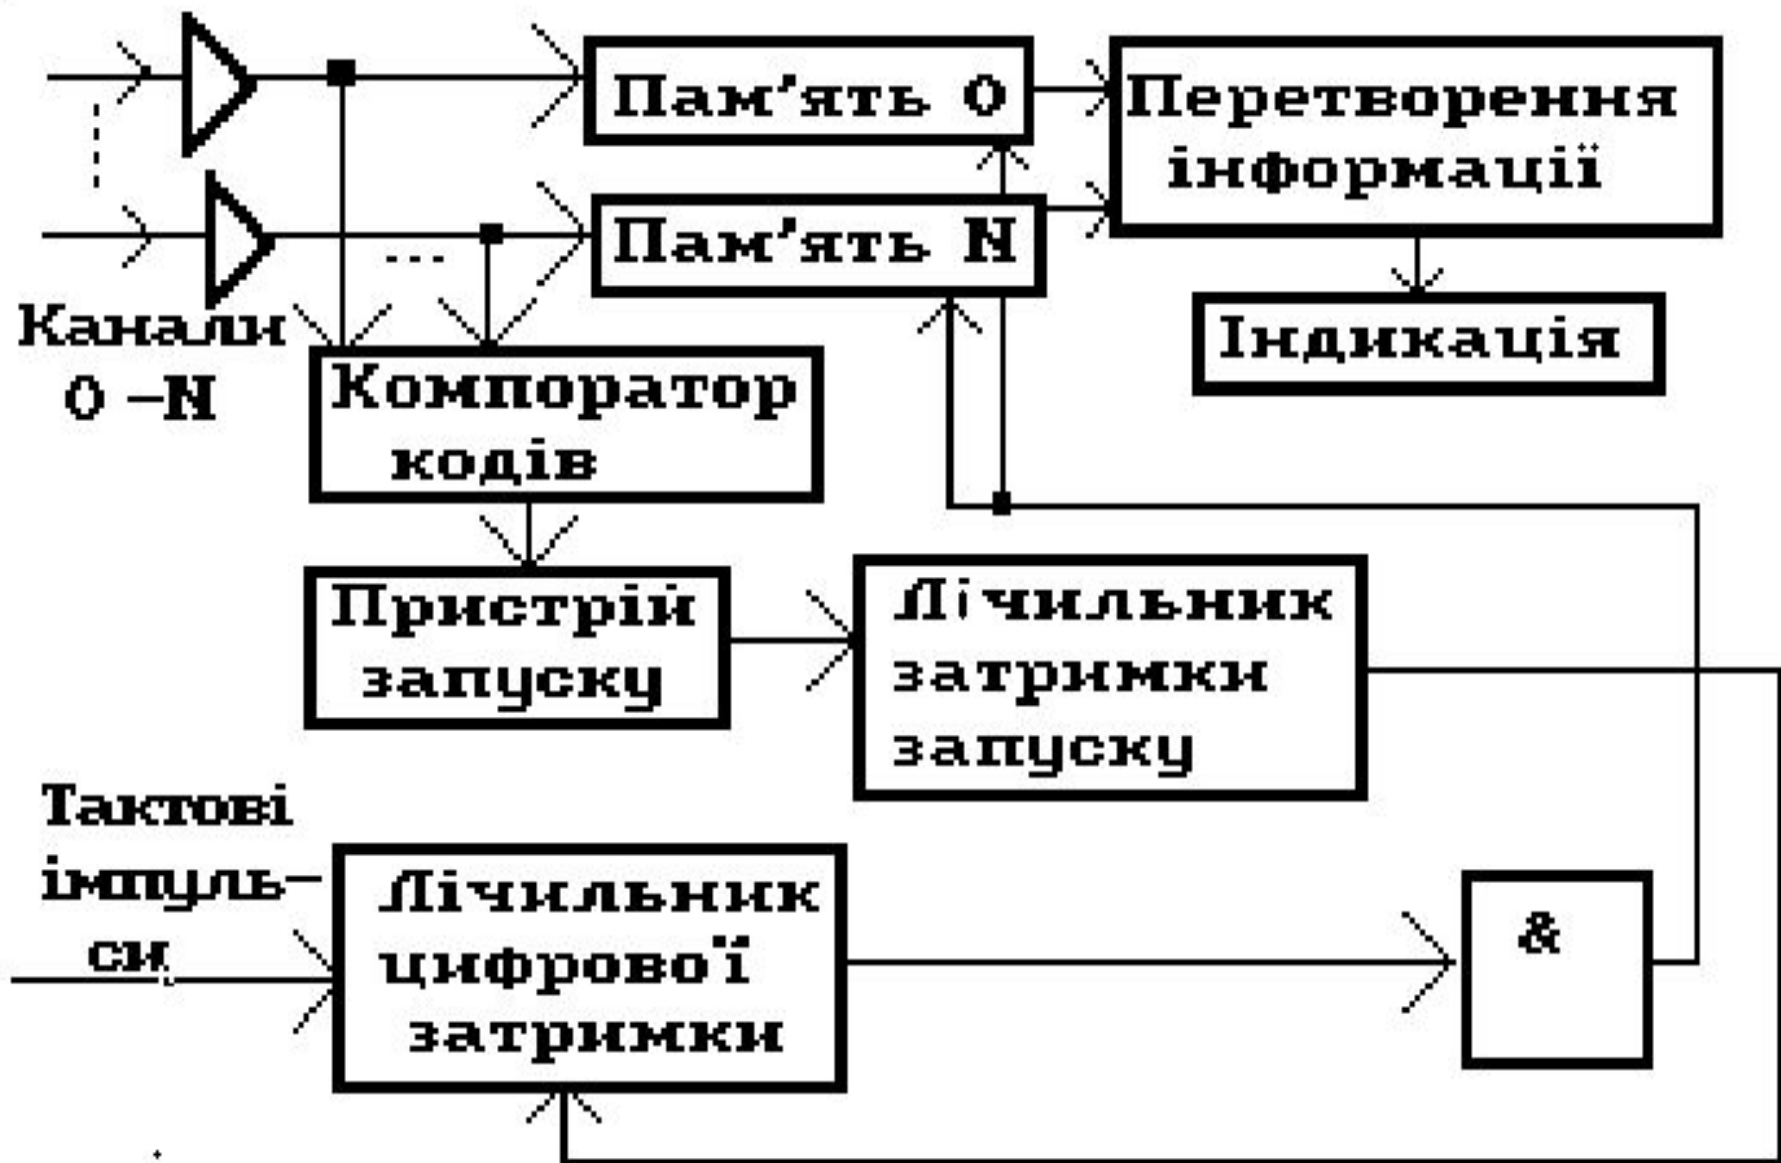 Пам'ять 0
Перетворення
інформації
Пам'ять N
Індикація
Канали
0 –N
Компоратор
кодів
Пристрій
запуску
Лічильник
затримки
запуску
Тактові
імпуль–
си
Лічильник
цифрової
затримки
&